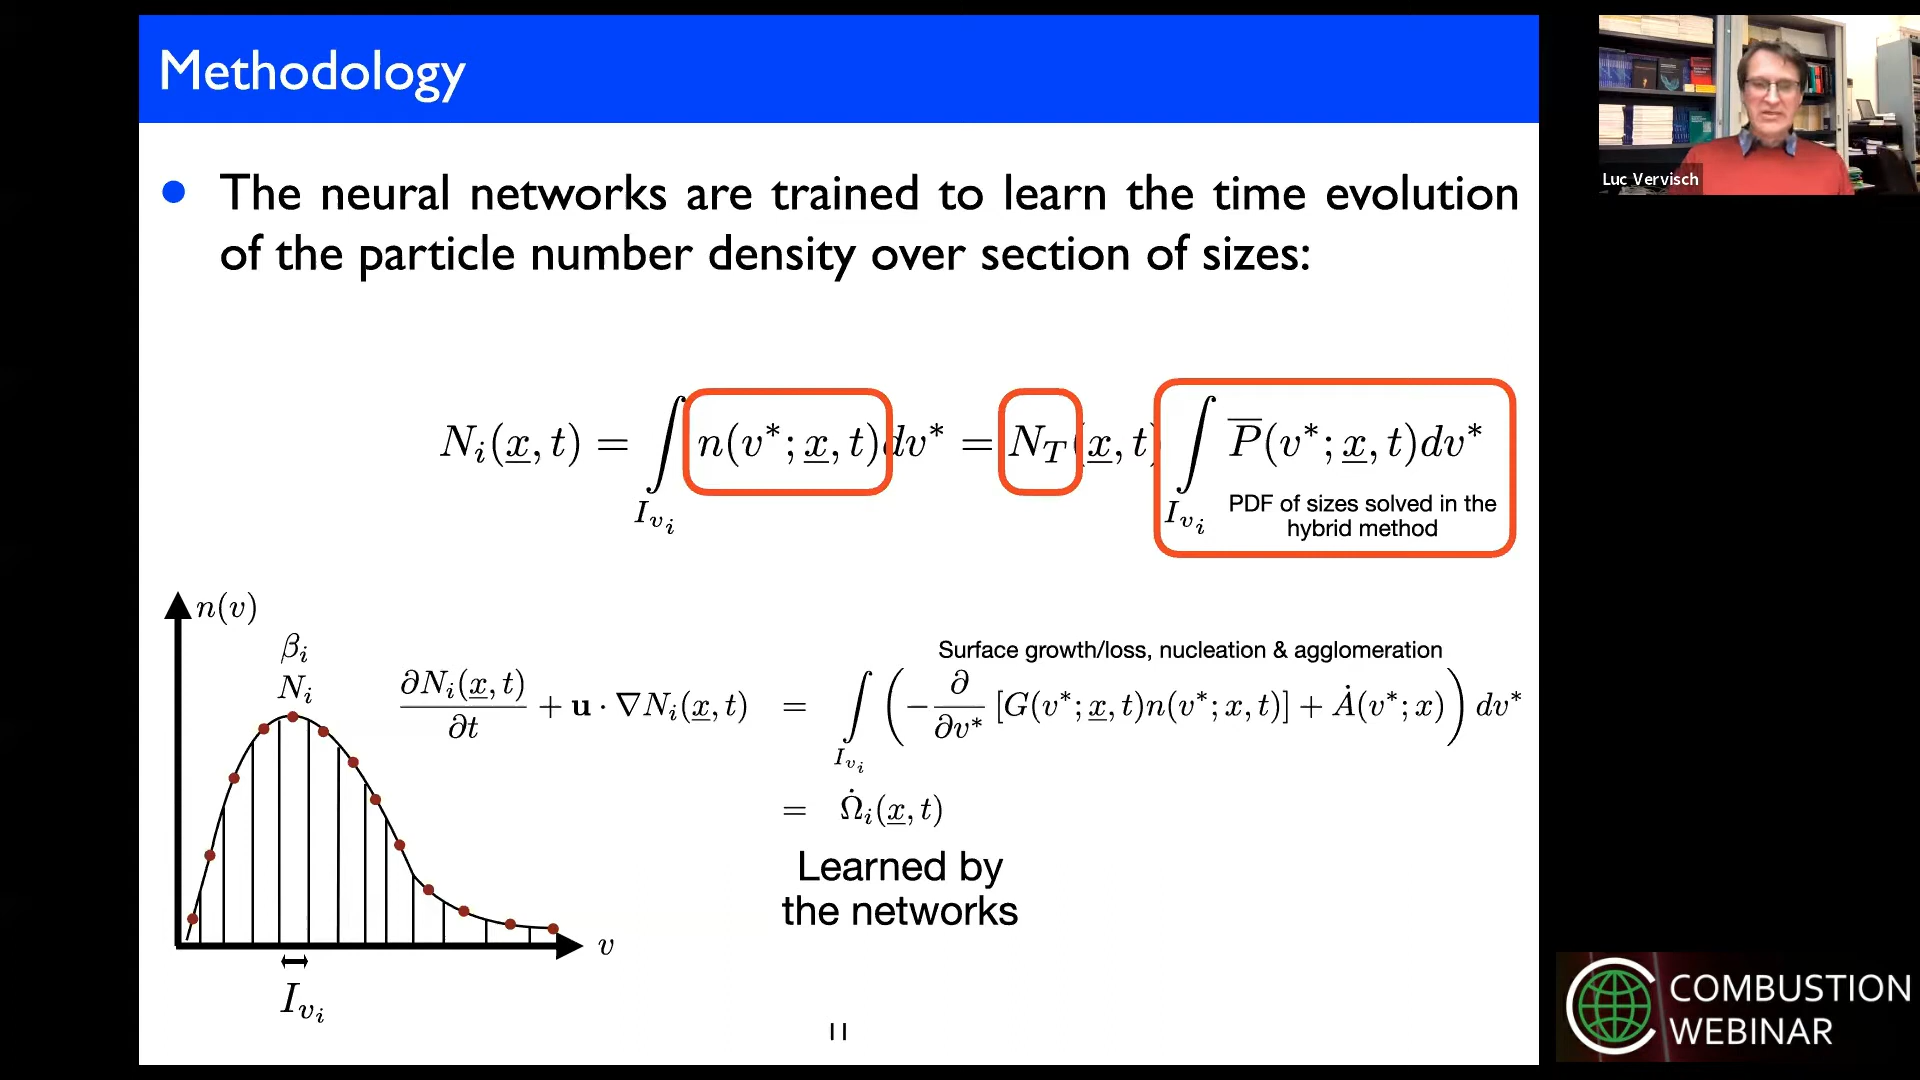 Methodology
Luc Vervisch
• The neural networks are trained to learn the time evolution
of the particle number density over section of sizes:
N_i(x, t) = ∫_{I_{v_i}} n(v*; x, t)dv* = N_T(x, t) ∫_{I_{v_i}} P̅(v*; x, t)dv*
PDF of sizes solved in the
hybrid method
n(v)
β_i
N_i
v
I_{v_i}
Surface growth/loss, nucleation & agglomeration
∂N_i(x, t)/∂t + u · ∇N_i(x, t) = ∫_{I_{v_i}} (−∂/∂v* [G(v*; x, t)n(v*; x, t)] + Ȧ(v*; x)) dv*
= Ω̇_i(x, t)
Learned by
the networks
11
COMBUSTION
WEBINAR